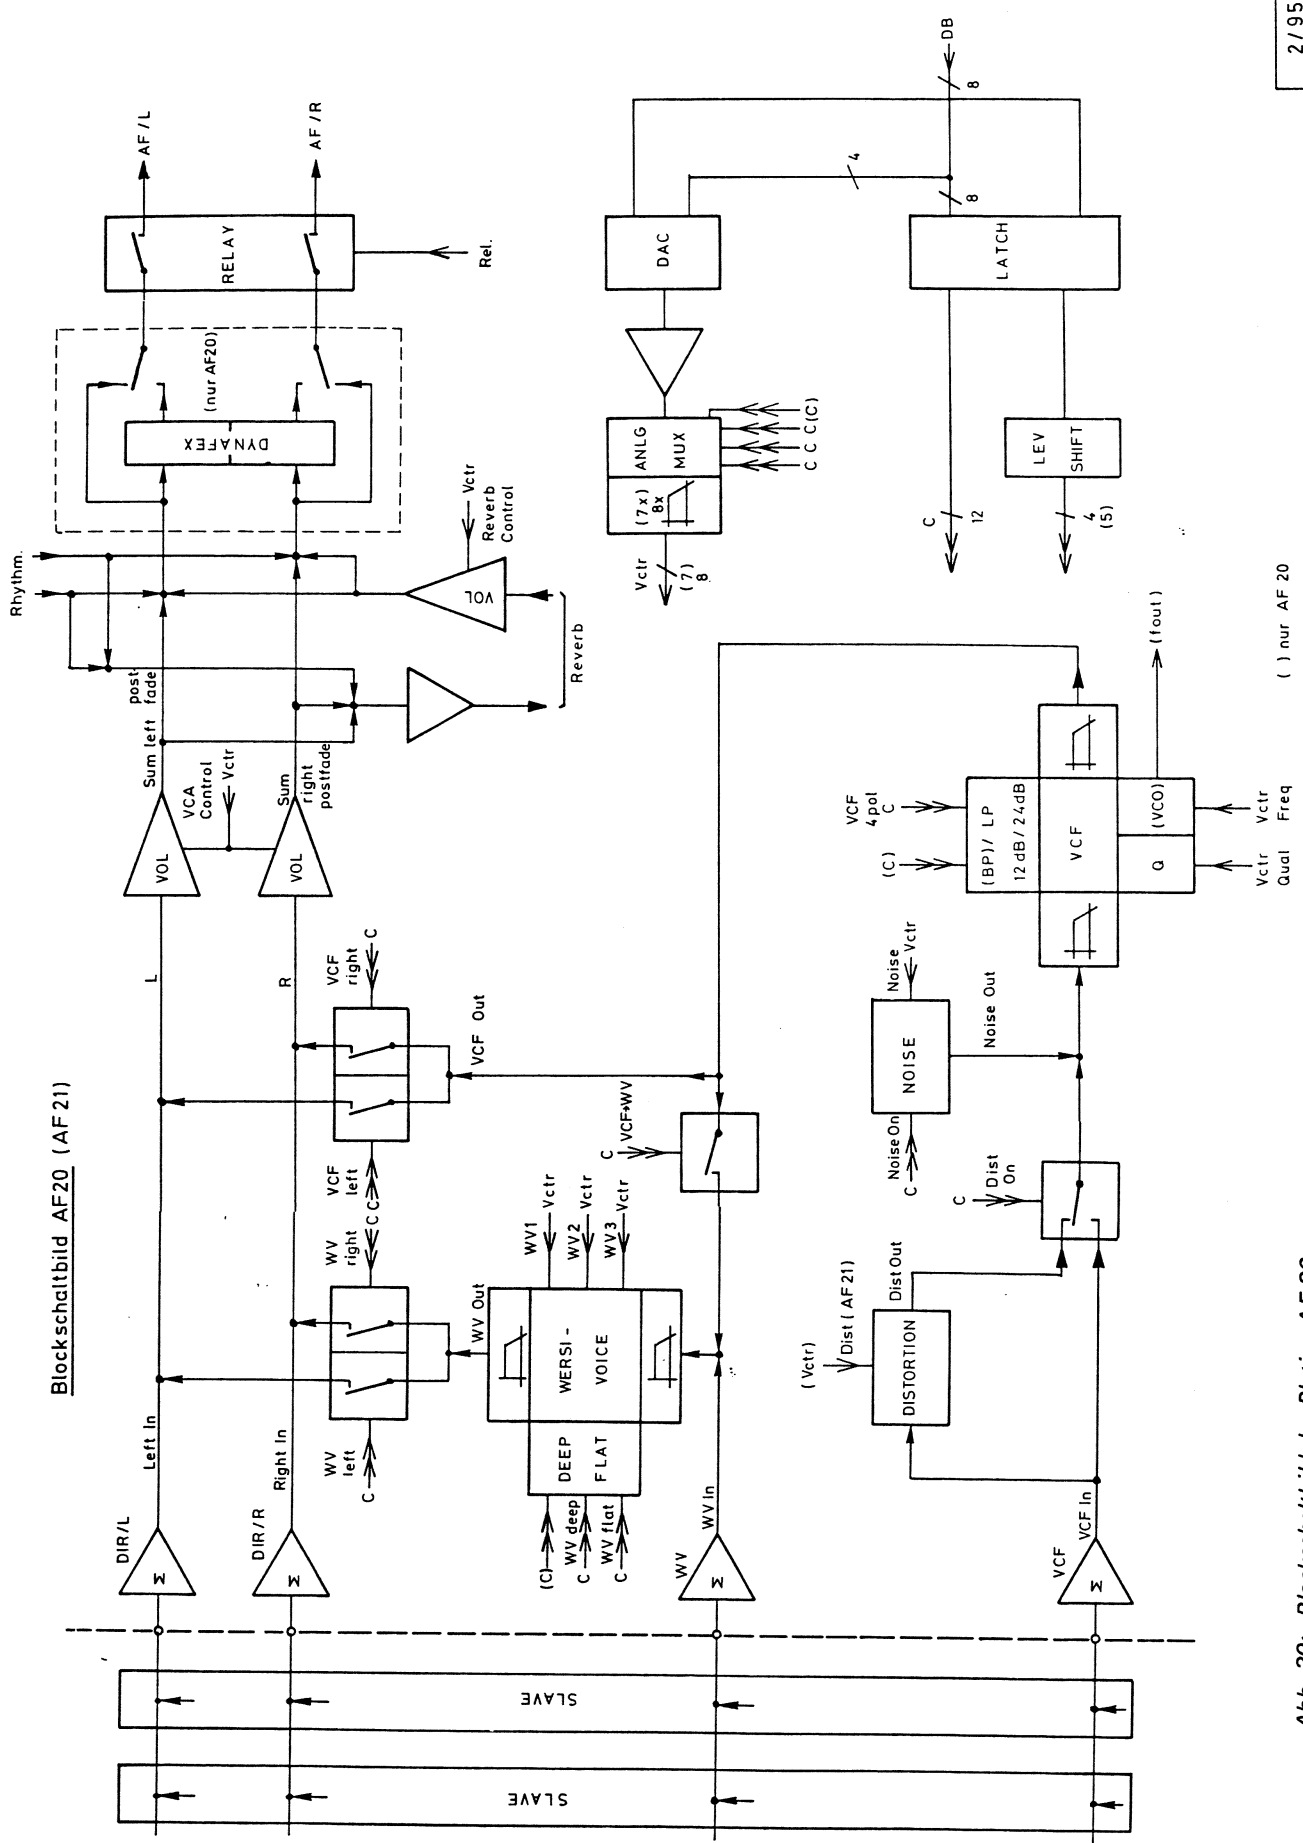 Blockschaltbild AF20 (AF21)
SLAVE
SLAVE
DIR/L
Σ
Left In
L
VOL
Sum left
post-
fade
DIR/R
Σ
Right In
R
VOL
Sum
right
postfade
VCA
Control
Vctr
Rhythm.
DYNAFEX
(nur AF20)
RELAY
AF/L
AF/R
Rel.
VOL
Vctr
Reverb
Control
Reverb
WV
left
C
WV
right
C
VCF
left
C
VCF
right
C
WV Out
VCF Out
(C)
WV deep
C
WV flat
C
DEEP
FLAT
WERSI-
VOICE
WV1
Vctr
WV2
Vctr
WV3
Vctr
WV
Σ
WV In
C
VCF→WV
Vctr
(7)
8
(7x)
8x
ANLG
MUX
C C C (C)
DAC
4
DB
8
8
LATCH
C
12
LEV
SHIFT
4
(5)
VCF
Σ
VCF In
DISTORTION
(Vctr)
Dist (AF21)
Dist Out
C
Dist
On
NOISE
Noise On
C
Noise
Vctr
Noise Out
(C)
VCF
4pol
C
(BP)/LP
12dB/24dB
VCF
Q
(VCO)
Vctr
Qual
Vctr
Freq
(fout)
( ) nur AF 20
2/95